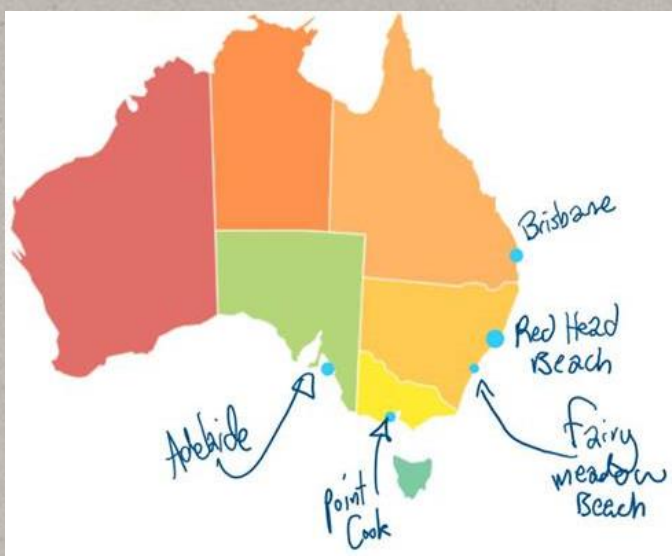 Brisbane
Red Head
Beach
Adelaide
Point
Cook
Fairy
meadow
Beach